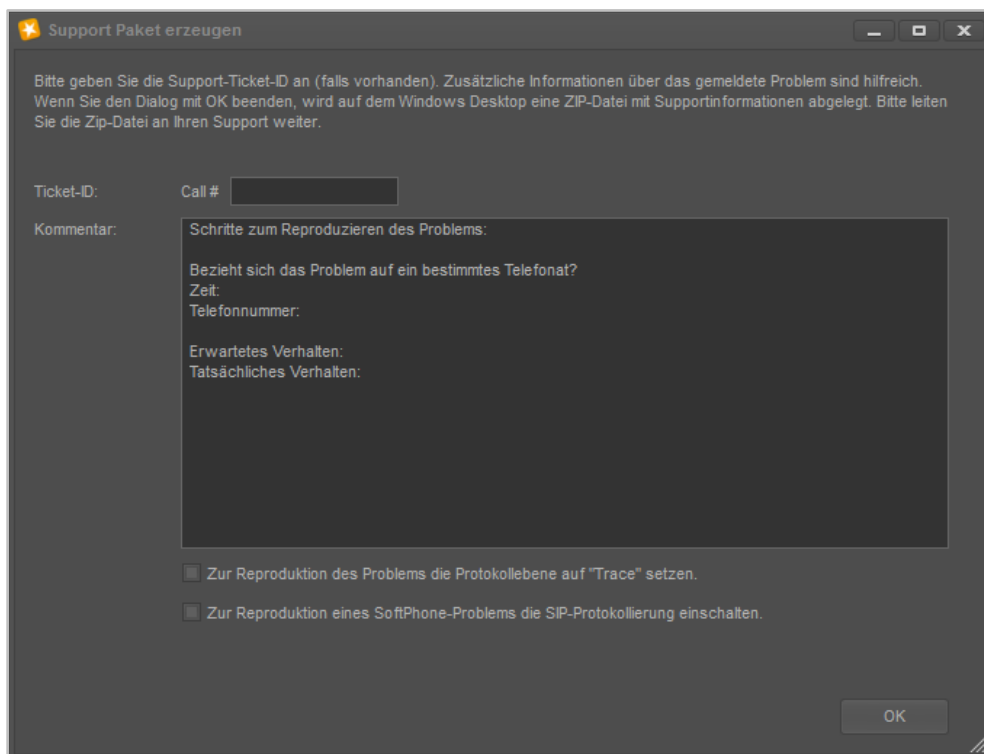 Support Paket erzeugen
Bitte geben Sie die Support-Ticket-ID an (falls vorhanden). Zusätzliche Informationen über das gemeldete Problem sind hilfreich.
Wenn Sie den Dialog mit OK beenden, wird auf dem Windows Desktop eine ZIP-Datei mit Supportinformationen abgelegt. Bitte leiten
Sie die Zip-Datei an Ihren Support weiter.
Ticket-ID: Call #
Kommentar:
Schritte zum Reproduzieren des Problems:
Bezieht sich das Problem auf ein bestimmtes Telefonat?
Zeit:
Telefonnummer:
Erwartetes Verhalten:
Tatsächliches Verhalten:
Zur Reproduktion des Problems die Protokollebene auf "Trace" setzen.
Zur Reproduktion eines SoftPhone-Problems die SIP-Protokollierung einschalten.
OK